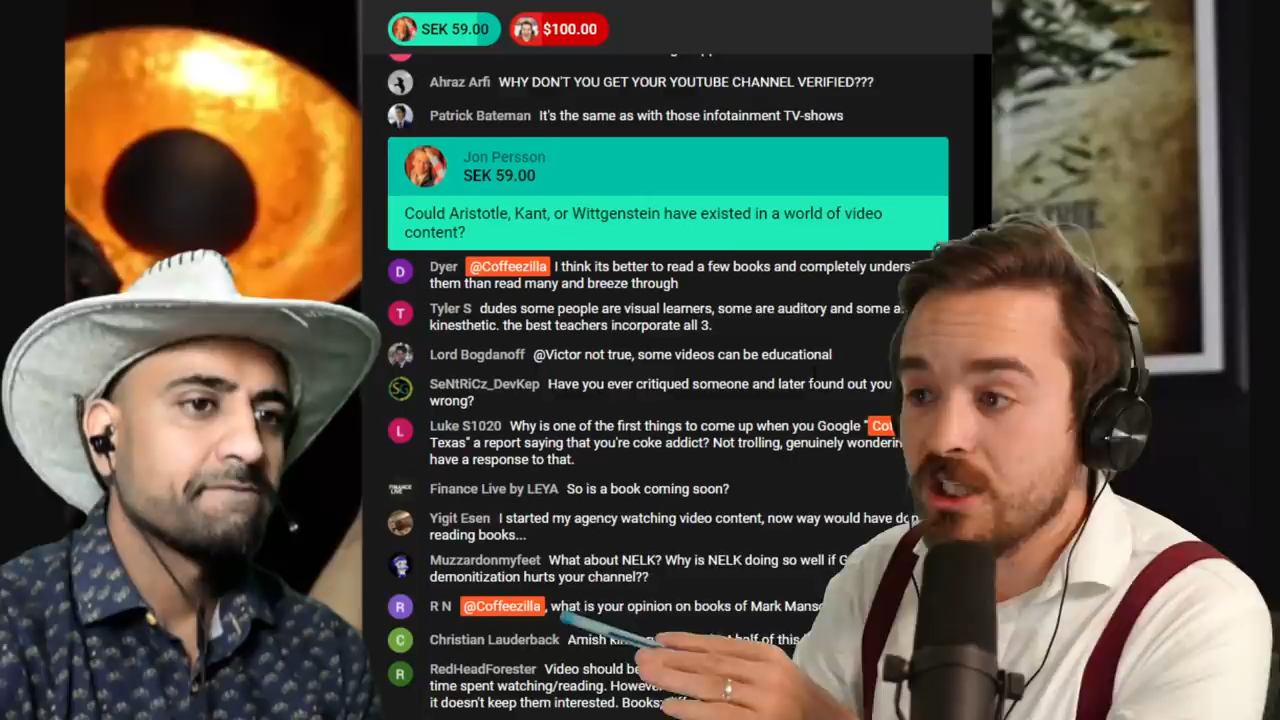 SEK 59.00 $100.00
Ahraz Arfi WHY DON'T YOU GET YOUR YOUTUBE CHANNEL VERIFIED???
Patrick Bateman It's the same as with those infotainment TV-shows
Jon Persson
SEK 59.00
Could Aristotle, Kant, or Wittgenstein have existed in a world of video
content?
D Dyer @Coffeezilla I think its better to read a few books and completely
them than read many and breeze through
T Tyler S dudes some people are visual learners, some are auditory and some
kinesthetic. the best teachers incorporate all 3.
Lord Bogdanoff @Victor not true, some videos can be educational
SG SeNtRiCz_DevKep Have you ever critiqued someone and later found out you
wrong?
L Luke S1020 Why is one of the first things to come up when you Google "
Texas" a report saying that you're coke addict? Not trolling, genuinely
have a response to that.
FINANCE LIVE Finance Live by LEYA So is a book coming soon?
Yigit Esen I started my agency watching video content, now way would have
reading books...
Muzzardonmyfeet What about NELK? Why is NELK doing so well if
demonitization hurts your channel??
R R N @Coffeezilla, what is your opinion on books of Mark
C Christian Lauderback Amish half of this
R RedHeadForester Video should be
time spent watching/reading.
it doesn't keep them interested. Books;